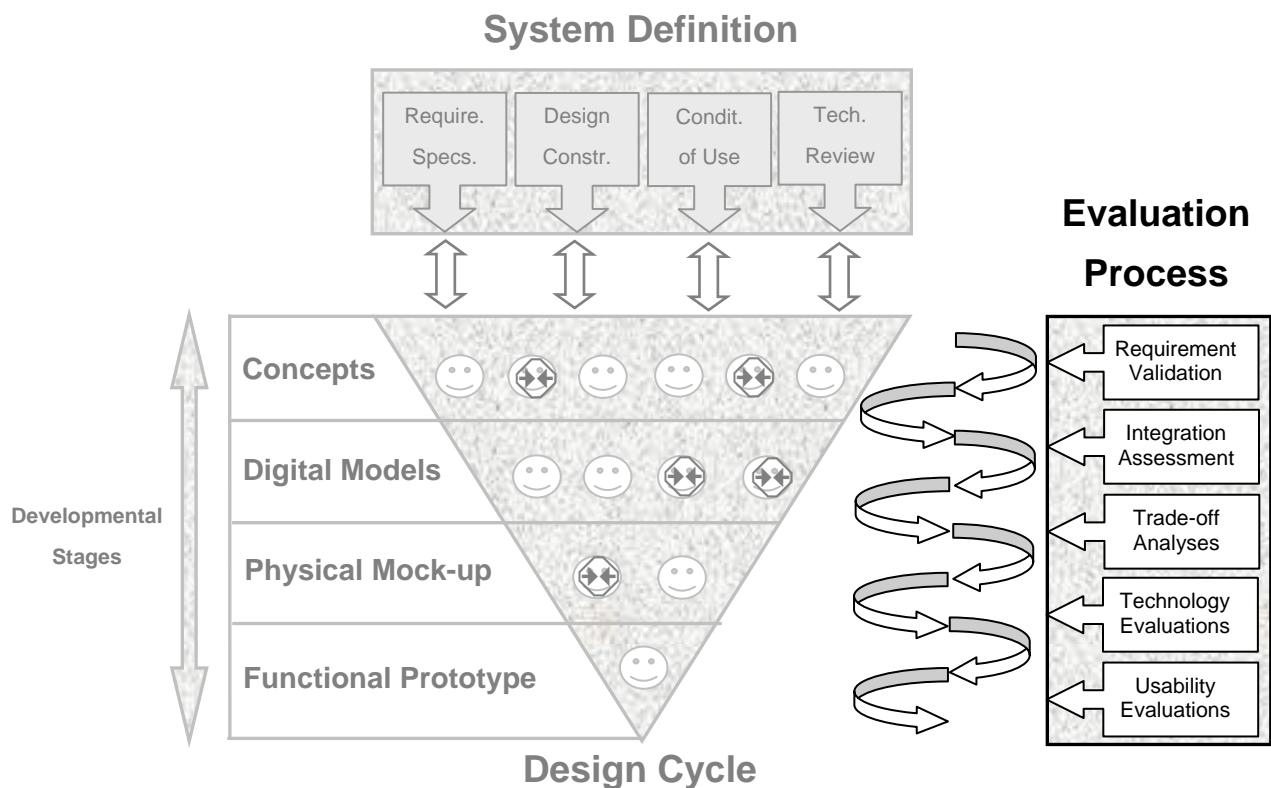 System Definition
Require.
Specs.
Design
Constr.
Condit.
of Use
Tech.
Review
Evaluation
Process
Developmental
Stages
Concepts
Digital Models
Physical Mock-up
Functional Prototype
Requirement
Validation
Integration
Assessment
Trade-off
Analyses
Technology
Evaluations
Usability
Evaluations
Design Cycle